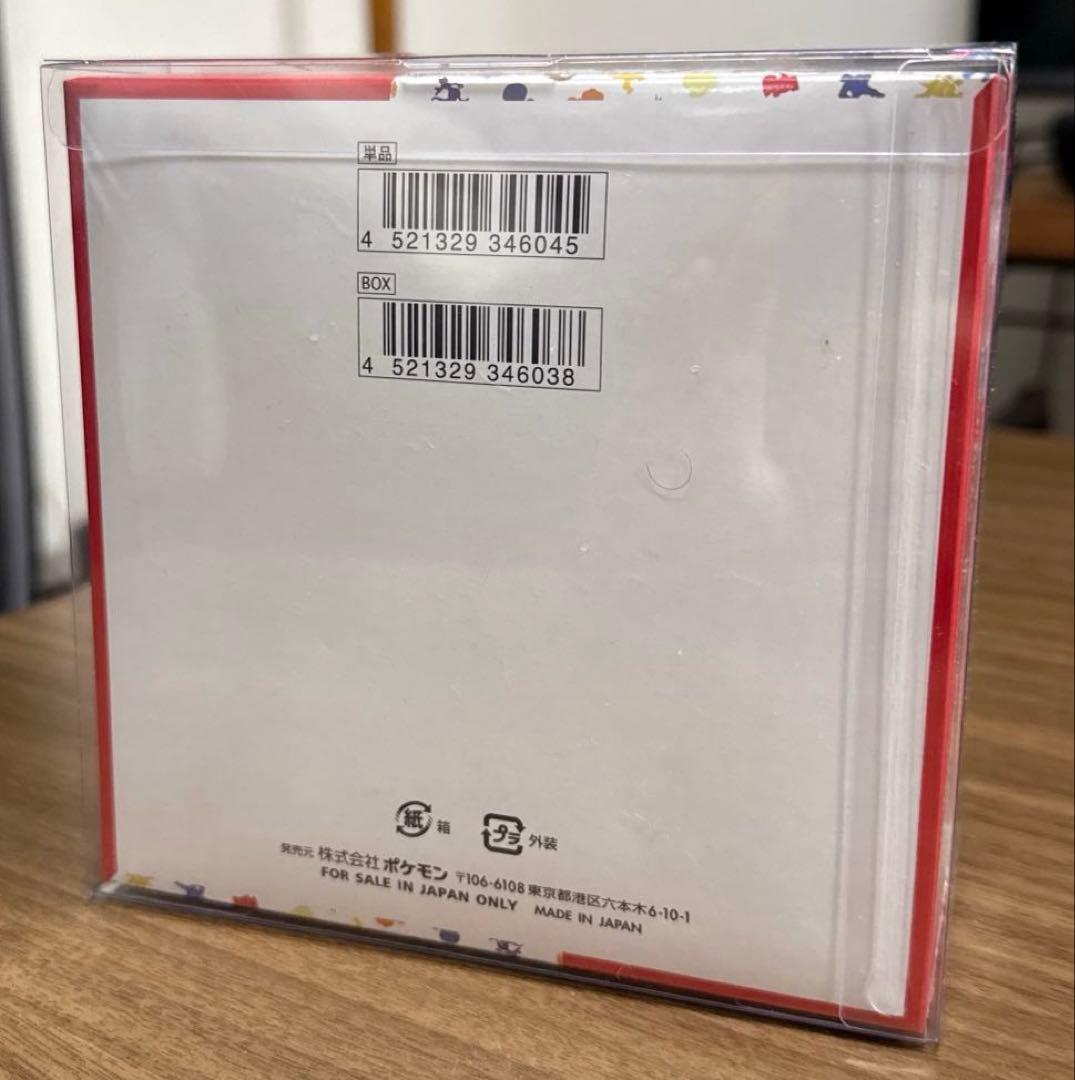 単品
4 521329 346045
BOX
4 521329 346038
紙 箱 プラ 外装
発売元 株式会社 ポケモン 〒106-6108 東京都港区六本木6-10-1
FOR SALE IN JAPAN ONLY MADE IN JAPAN